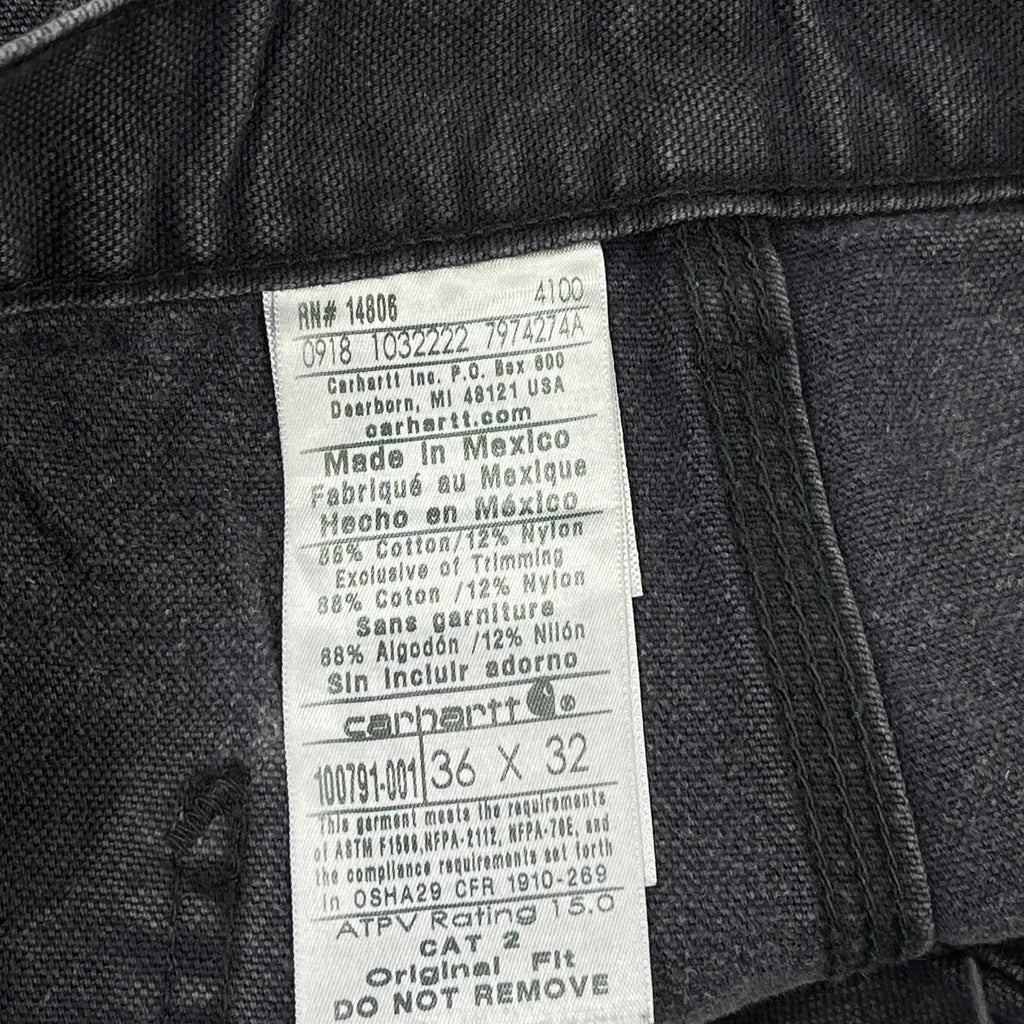 RN# 14806 4100
0918 1032222 7974274A
Carhartt Inc. P.O. Box 600
Dearborn, MI 48121 USA
carhartt.com
Made in Mexico
Fabriqué au Mexique
Hecho en México
88% Cotton/12% Nylon
Exclusive of Trimming
88% Coton /12% Nylon
Sans garniture
88% Algodón /12% Nilón
Sin incluir adorno
carhartt ®
100791-001 36 X 32
This garment meets the requirements
of ASTM F1506, NFPA-2112, NFPA-70E, and
the compliance requirements set forth
in OSHA29 CFR 1910-269
ATPV Rating 15.0
CAT 2
Original Fit
DO NOT REMOVE